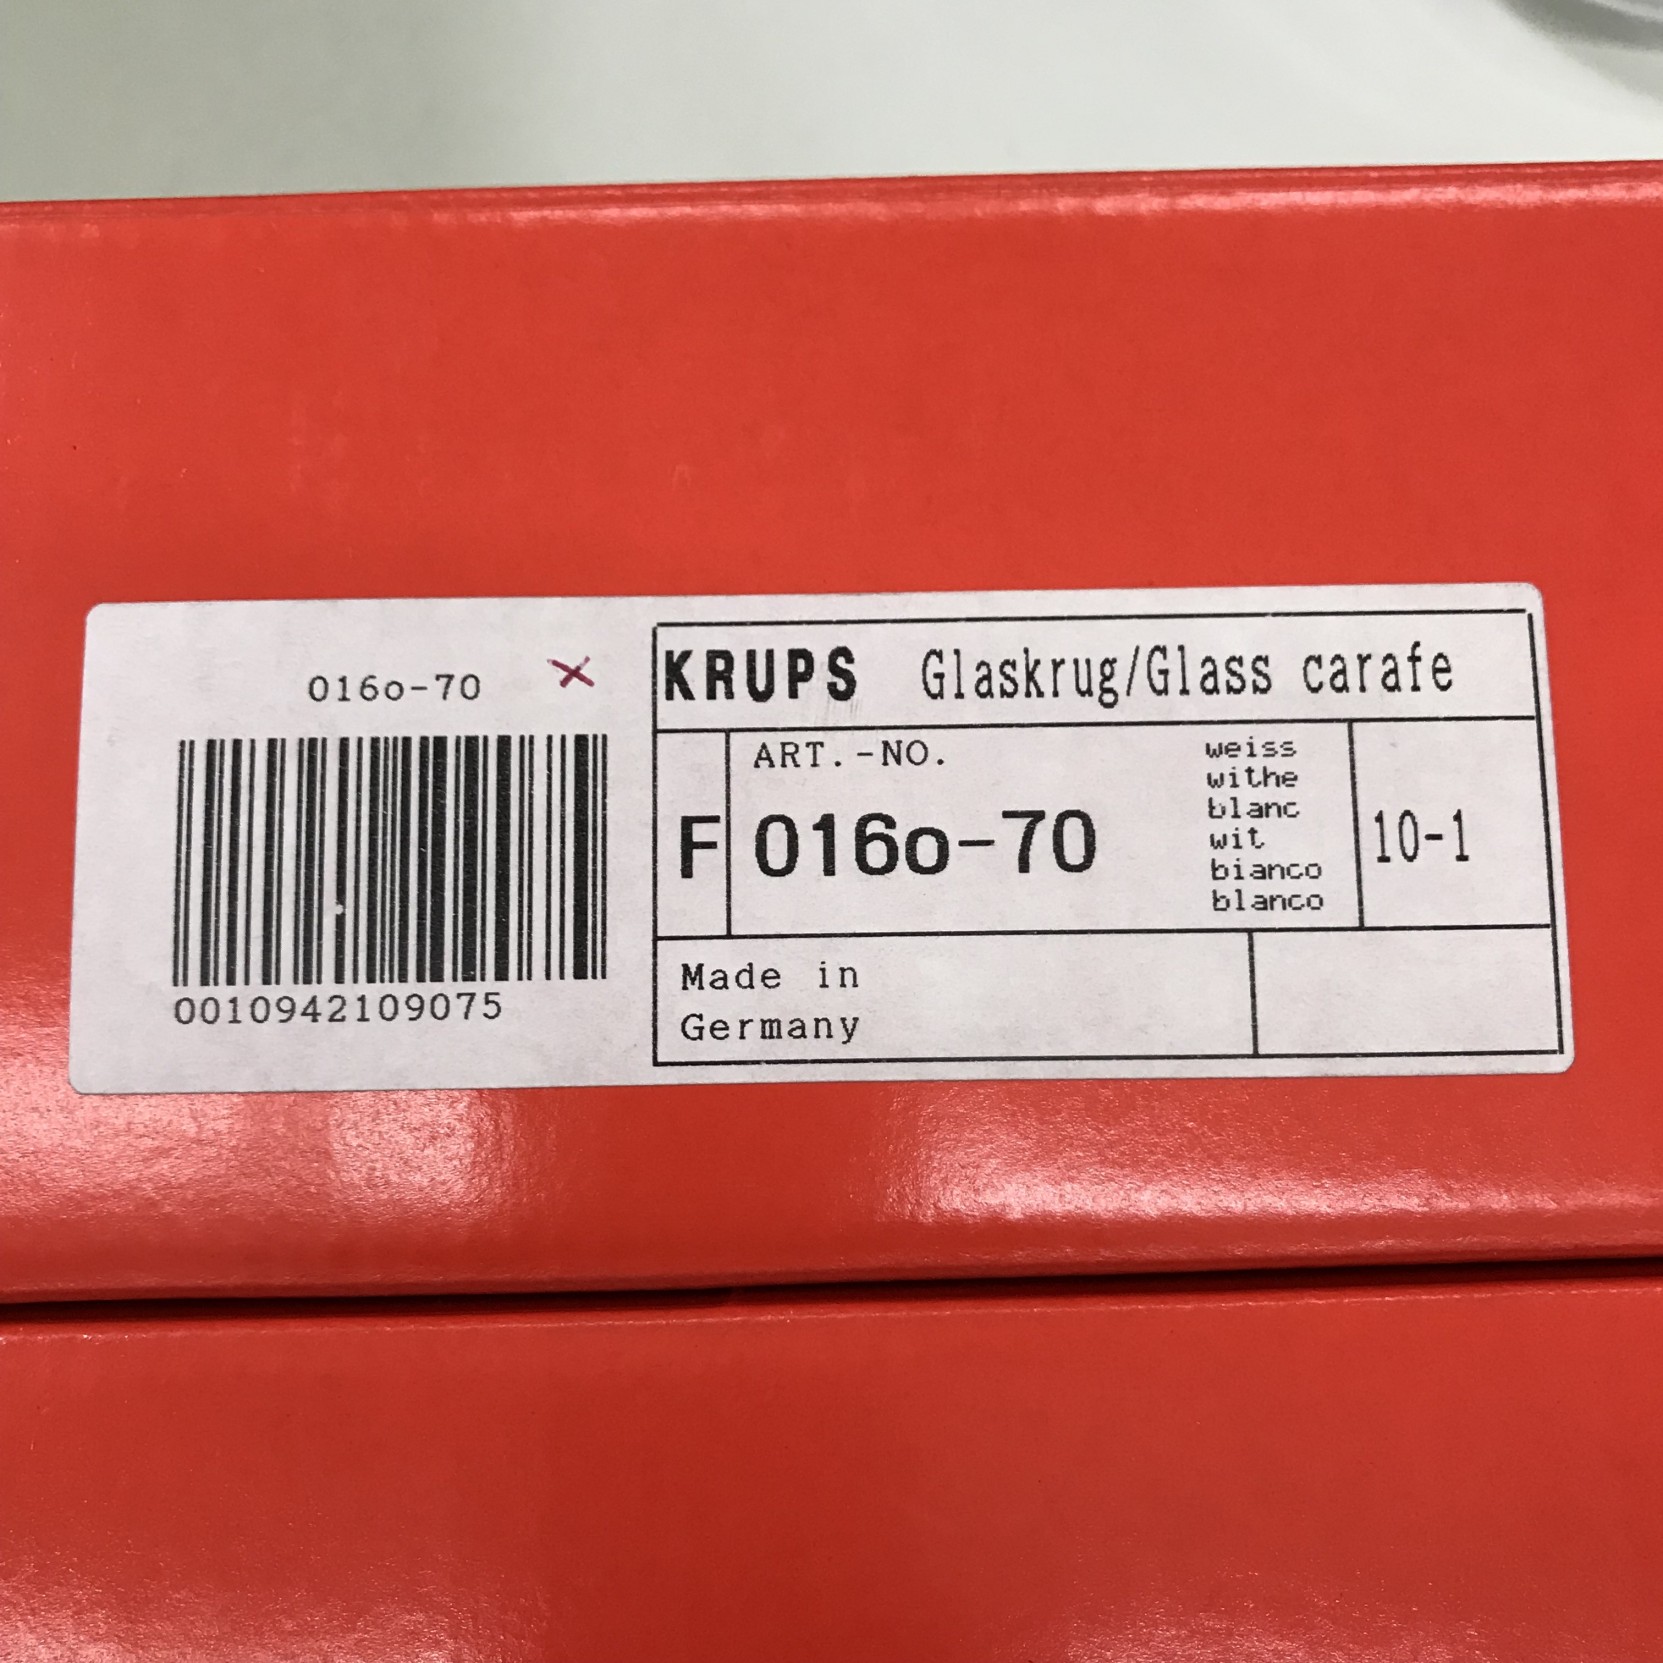 016o-70
0010942109075
KRUPS Glaskrug/Glass carafe
ART.-NO.
F 016o-70
weiss
withe
blanc
wit
bianco
blanco
10-1
Made in
Germany